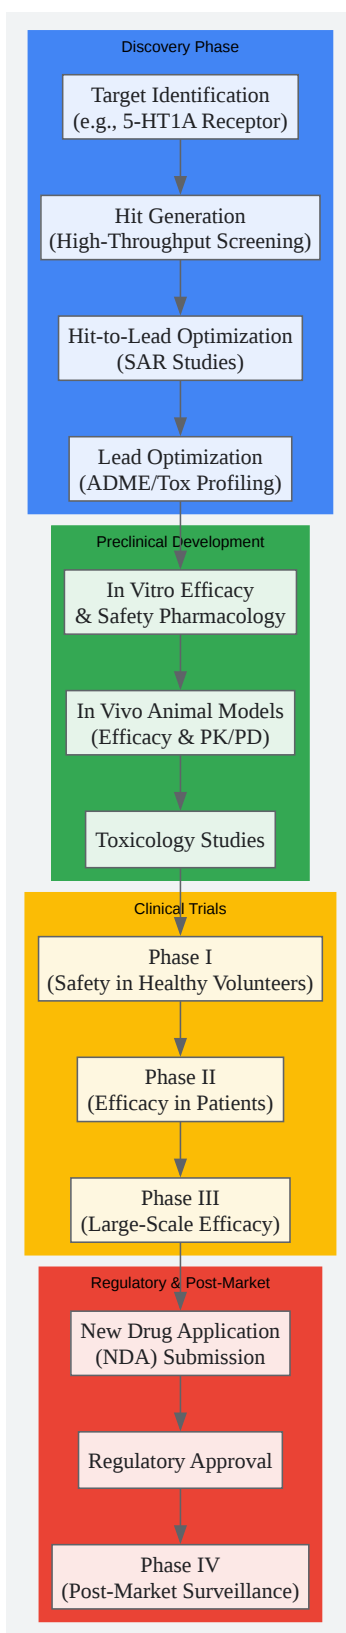 Discovery Phase
Target Identification
(e.g., 5-HT1A Receptor)
Hit Generation
(High-Throughput Screening)
Hit-to-Lead Optimization
(SAR Studies)
Lead Optimization
(ADME/Tox Profiling)
Preclinical Development
In Vitro Efficacy
& Safety Pharmacology
In Vivo Animal Models
(Efficacy & PK/PD)
Toxicology Studies
Clinical Trials
Phase I
(Safety in Healthy Volunteers)
Phase II
(Efficacy in Patients)
Phase III
(Large-Scale Efficacy)
Regulatory & Post-Market
New Drug Application
(NDA) Submission
Regulatory Approval
Phase IV
(Post-Market Surveillance)